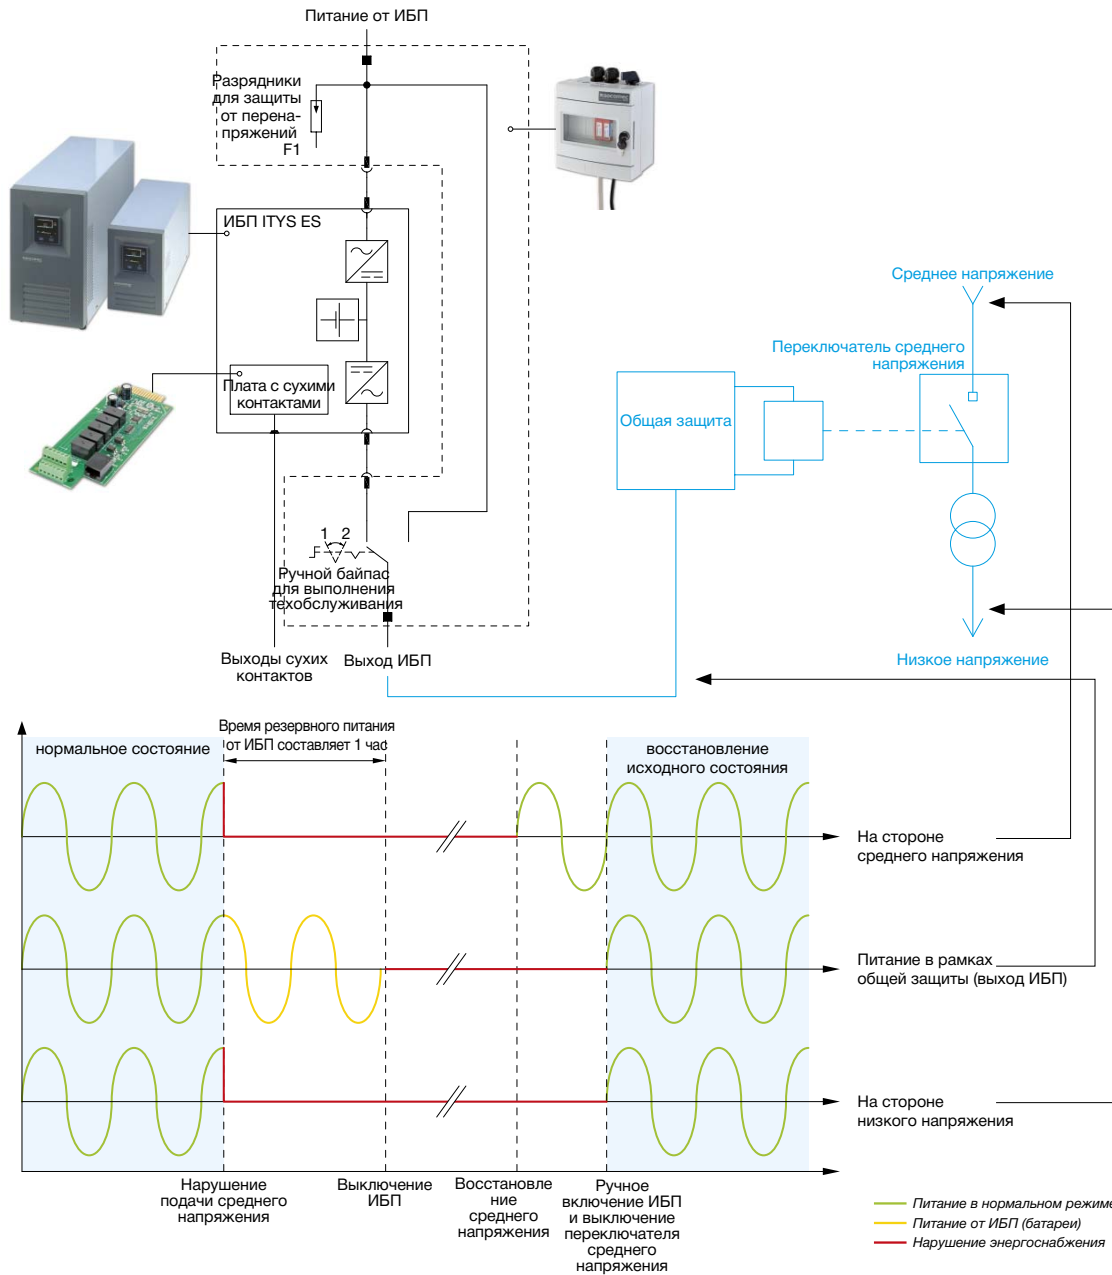 Питание от ИБП
Разрядники
для защиты
от перена-
пряжений
F1
ИБП ITYS ES
Плата с сухими
контактами
1 2
Ручной байпас
для выполнения
техобслуживания
Выходы сухих
контактов
Выход ИБП
Среднее напряжение
Переключатель среднего
напряжения
Общая защита
Низкое напряжение
Время резервного питания
от ИБП составляет 1 час
нормальное состояние
восстановление
исходного состояния
На стороне
среднего напряжения
Питание в рамках
общей защиты (выход ИБП)
На стороне
низкого напряжения
Нарушение
подачи среднего
напряжения
Выключение
ИБП
Восстановле
ние
среднего
напряжения
Ручное
включение ИБП
и выключение
переключателя
среднего
напряжения
Питание в нормальном режиме
Питание от ИБП (батареи)
Нарушение энергоснабжения